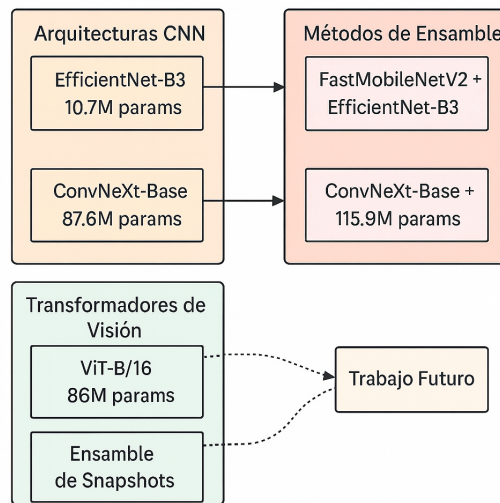 Arquitecturas CNN
EfficientNet-B3
10.7M params
ConvNeXt-Base
87.6M params
Métodos de Ensamble
FastMobileNetV2 +
EfficientNet-B3
ConvNeXt-Base +
115.9M params
Transformadores de
Visión
ViT-B/16
86M params
Ensamble
de Snapshots
Trabajo Futuro